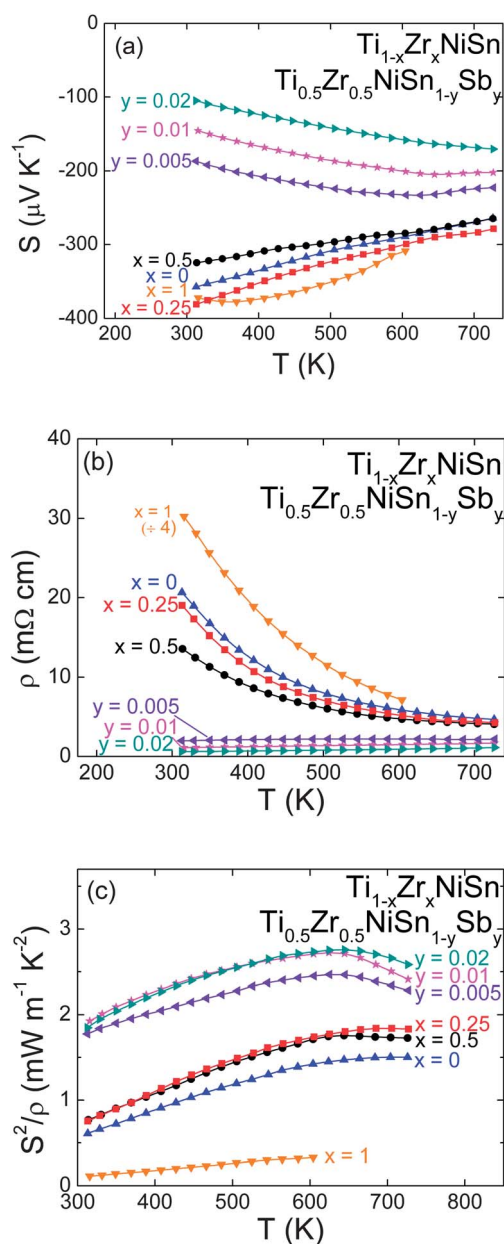 (a)
Ti1-xZrxNiSn
Ti0.5Zr0.5NiSn1-ySby
y = 0.02
y = 0.01
y = 0.005
x = 0.5
x = 0
x = 1
x = 0.25
0
-100
-200
-300
-400
S (μV K-1)
200 300 400 500 600 700
T (K)
(b)
Ti1-xZrxNiSn
Ti0.5Zr0.5NiSn1-ySby
x = 1
(÷ 4)
x = 0
x = 0.25
x = 0.5
y = 0.005
y = 0.01
y = 0.02
40
30
20
10
0
ρ (mΩ cm)
200 300 400 500 600 700
T (K)
(c)
Ti1-xZrxNiSn
Ti0.5Zr0.5NiSn1-ySby
y = 0.02
y = 0.01
y = 0.005
x = 0.25
x = 0.5
x = 0
x = 1
3
2
1
0
S2/ρ (mW m-1 K-2)
300 400 500 600 700 800
T (K)